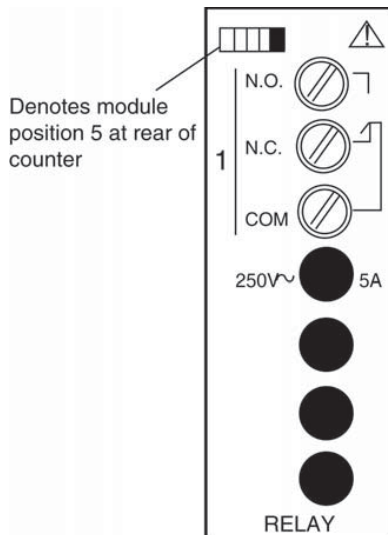 Denotes module
position 5 at rear of
counter
N.O.
1
N.C.
COM
250V~ 5A
RELAY